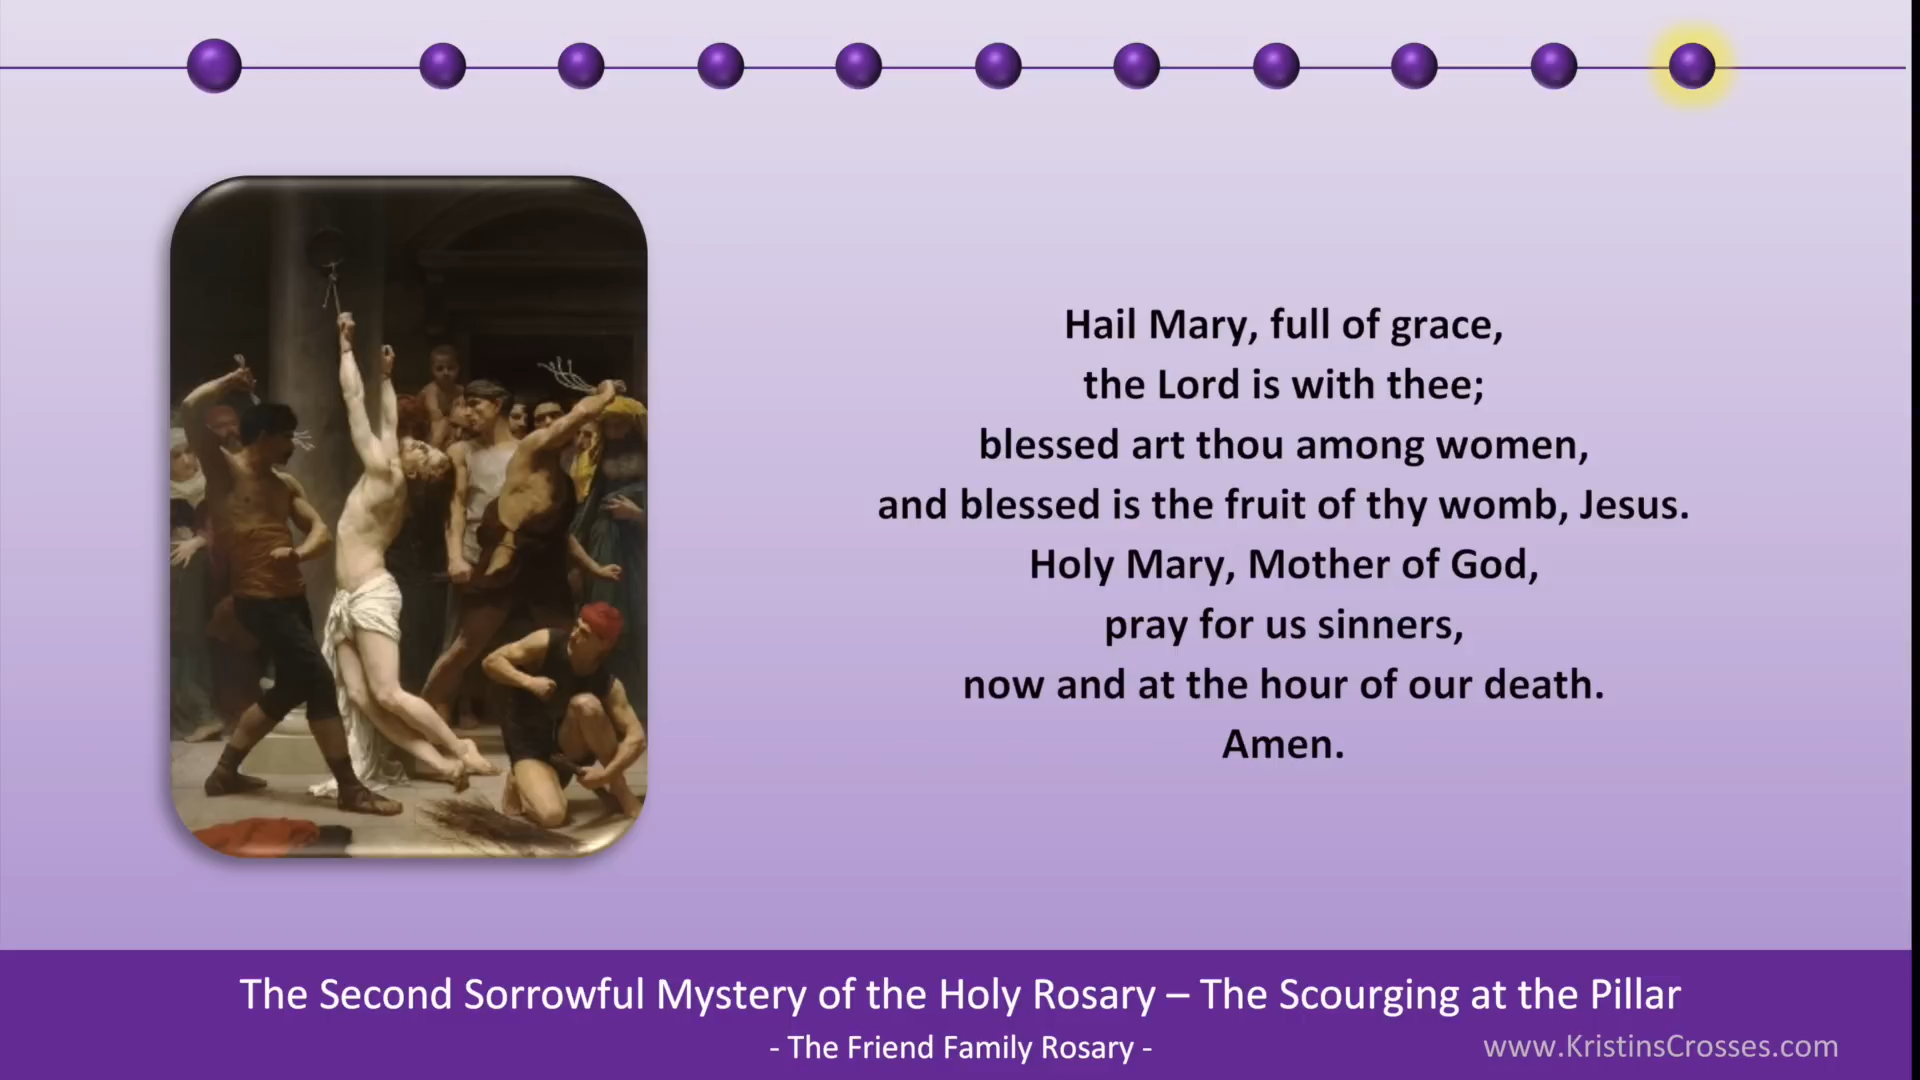 Hail Mary, full of grace,
the Lord is with thee;
blessed art thou among women,
and blessed is the fruit of thy womb, Jesus.
Holy Mary, Mother of God,
pray for us sinners,
now and at the hour of our death.
Amen.
The Second Sorrowful Mystery of the Holy Rosary – The Scourging at the Pillar
- The Friend Family Rosary -
www.KristinsCrosses.com